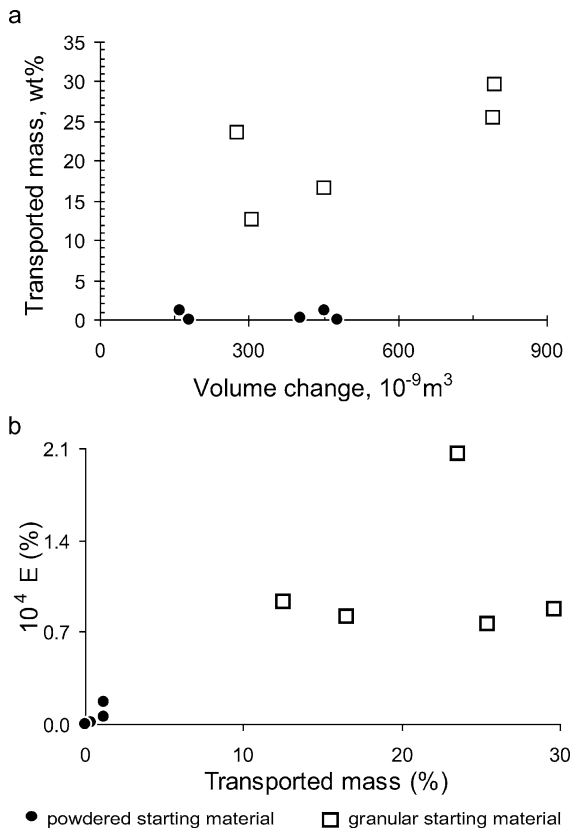 a
Transported mass, wt%
35
30
25
20
15
10
5
0
0 300 600 900
Volume change, 10⁻⁹m³
b
10⁴ E (%)
2.1
1.4
0.7
0.0
0 10 20 30
Transported mass (%)
powdered starting material granular starting material